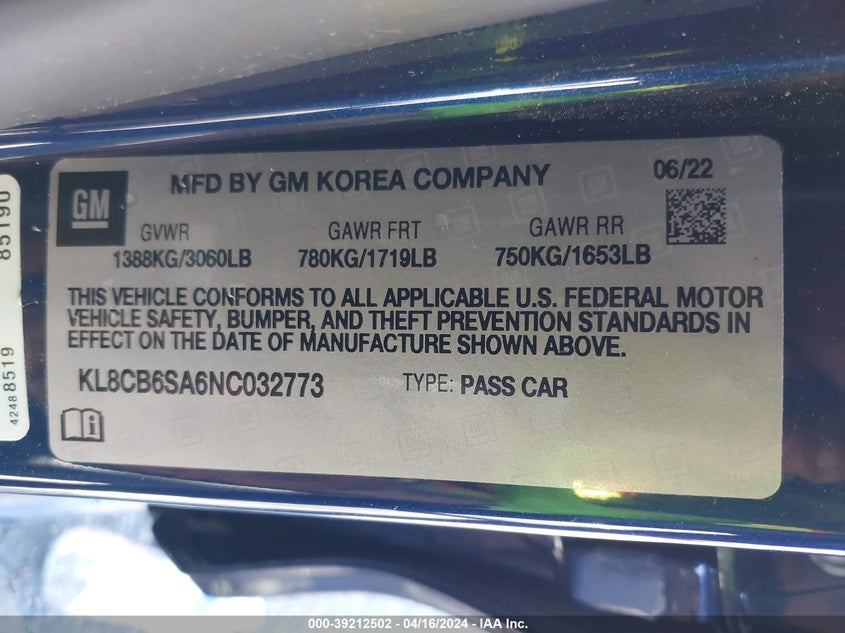 GM
MFD BY GM KOREA COMPANY
06/22
GVWR GAWR FRT GAWR RR
1388KG/3060LB 780KG/1719LB 750KG/1653LB
THIS VEHICLE CONFORMS TO ALL APPLICABLE U.S. FEDERAL MOTOR
VEHICLE SAFETY, BUMPER, AND THEFT PREVENTION STANDARDS IN
EFFECT ON THE DATE OF MANUFACTURE SHOWN ABOVE.
KL8CB6SA6NC032773 TYPE: PASS CAR
42488519
000-39212502 - 04/16/2024 - IAA Inc.